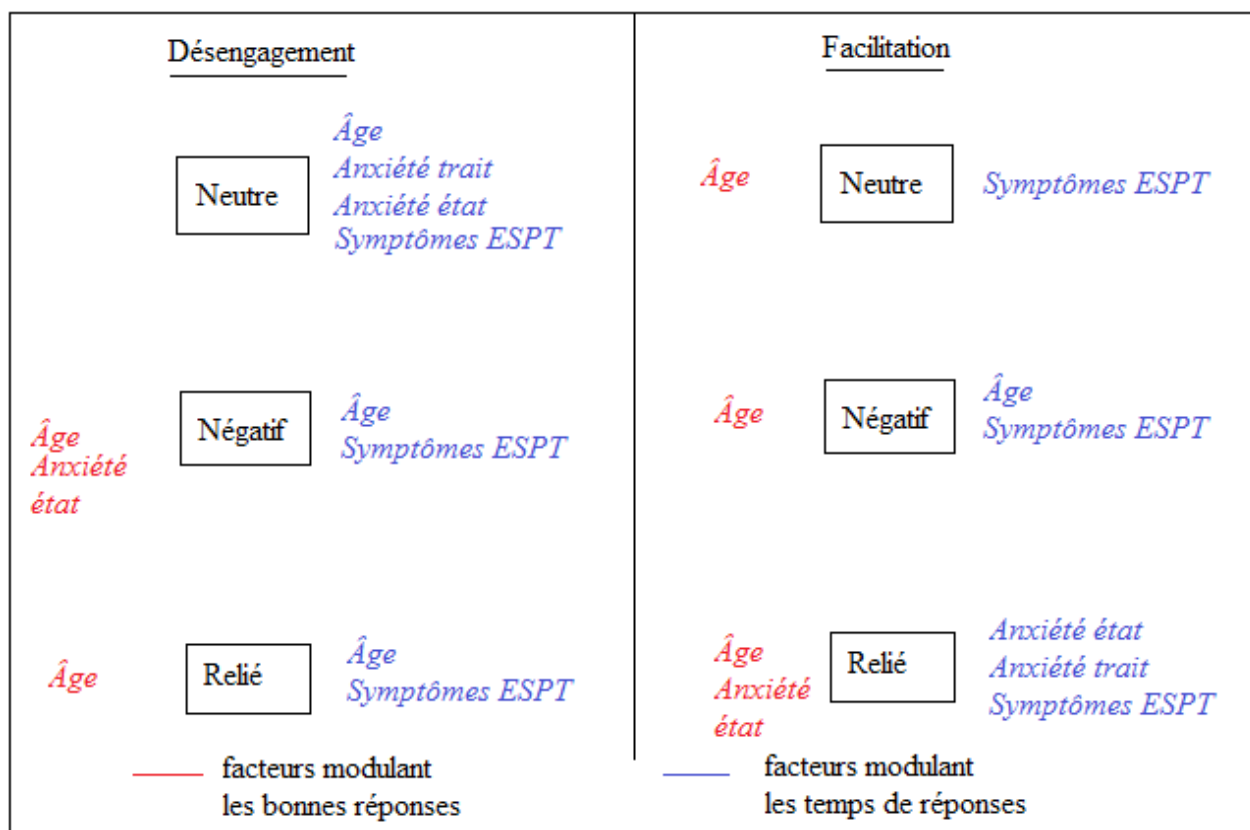 Désengagement
Âge
Anxiété trait
Anxiété état
Symptômes ESPT
Neutre
Âge
Anxiété
état
Négatif
Âge
Symptômes ESPT
Âge
Relié
Âge
Symptômes ESPT
facteurs modulant
les bonnes réponses
Facilitation
Âge
Neutre
Symptômes ESPT
Âge
Négatif
Âge
Symptômes ESPT
Âge
Anxiété
état
Relié
Anxiété état
Anxiété trait
Symptômes ESPT
facteurs modulant
les temps de réponses